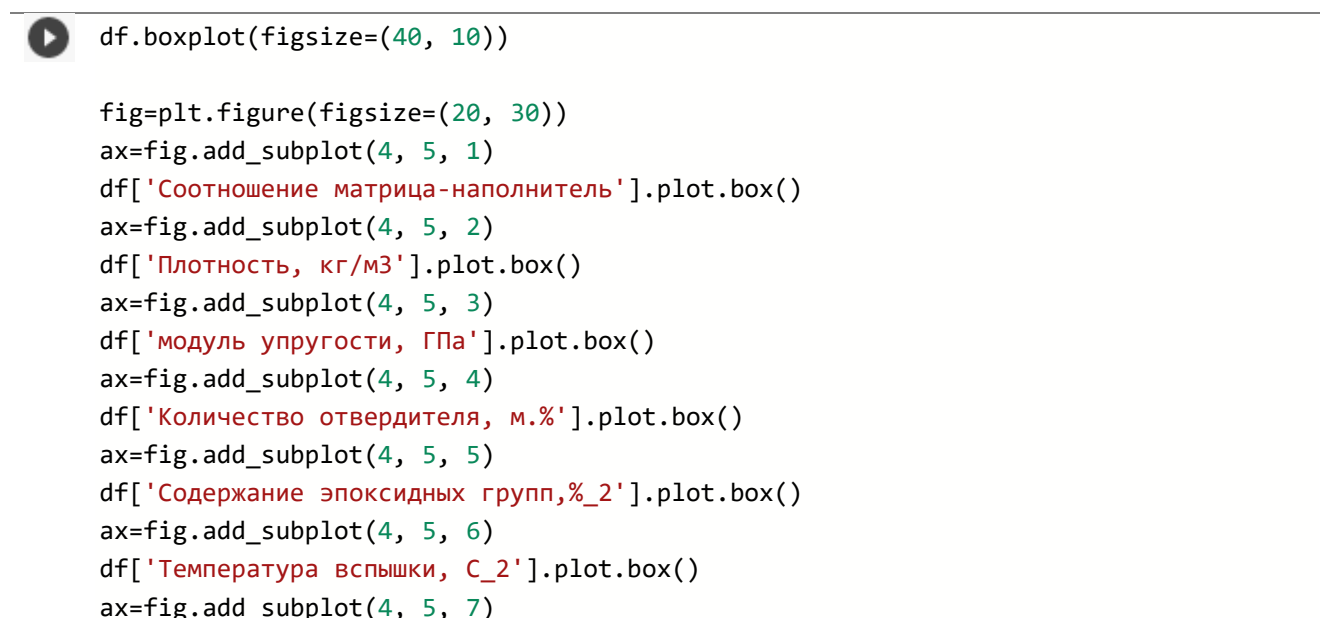 df.boxplot(figsize=(40, 10))
fig=plt.figure(figsize=(20, 30))
ax=fig.add_subplot(4, 5, 1)
df['Соотношение матрица-наполнитель'].plot.box()
ax=fig.add_subplot(4, 5, 2)
df['Плотность, кг/м3'].plot.box()
ax=fig.add_subplot(4, 5, 3)
df['модуль упругости, ГПа'].plot.box()
ax=fig.add_subplot(4, 5, 4)
df['Количество отвердителя, м.%'].plot.box()
ax=fig.add_subplot(4, 5, 5)
df['Содержание эпоксидных групп,%_2'].plot.box()
ax=fig.add_subplot(4, 5, 6)
df['Температура вспышки, С_2'].plot.box()
ax=fig.add_subplot(4, 5, 7)